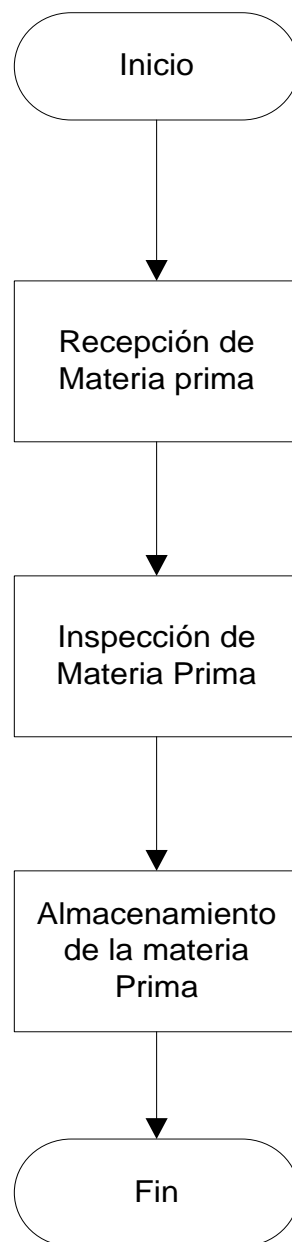 Inicio
Recepción de
Materia prima
Inspección de
Materia Prima
Almacenamiento
de la materia
Prima
Fin